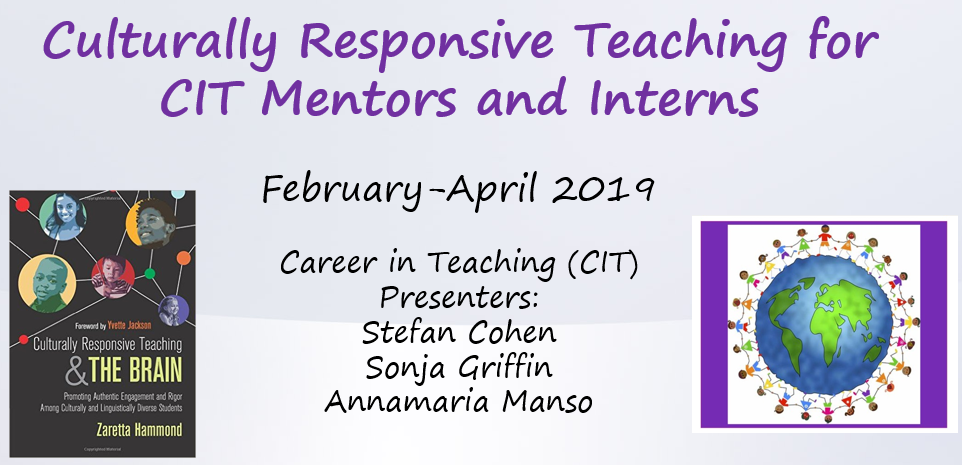 Culturally Responsive Teaching for
CIT Mentors and Interns
February-April 2019
Career in Teaching (CIT)
Presenters:
Stefan Cohen
Sonja Griffin
Annamaria Manso
Foreword by Yvette Jackson
Culturally Responsive Teaching
& THE BRAIN
Promoting Authentic Engagement and Rigor
Among Culturally and Linguistically Diverse Students
Zaretta Hammond